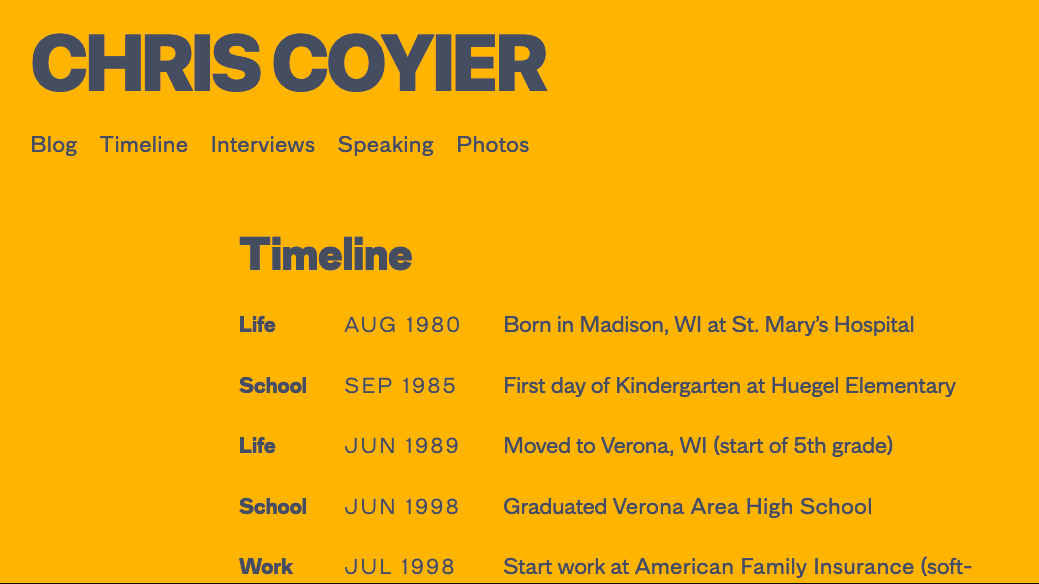 CHRIS COYIER
Blog Timeline Interviews Speaking Photos
Timeline
Life AUG 1980 Born in Madison, WI at St. Mary’s Hospital
School SEP 1985 First day of Kindergarten at Huegel Elementary
Life JUN 1989 Moved to Verona, WI (start of 5th grade)
School JUN 1998 Graduated Verona Area High School
Work JUL 1998 Start work at American Family Insurance (soft-